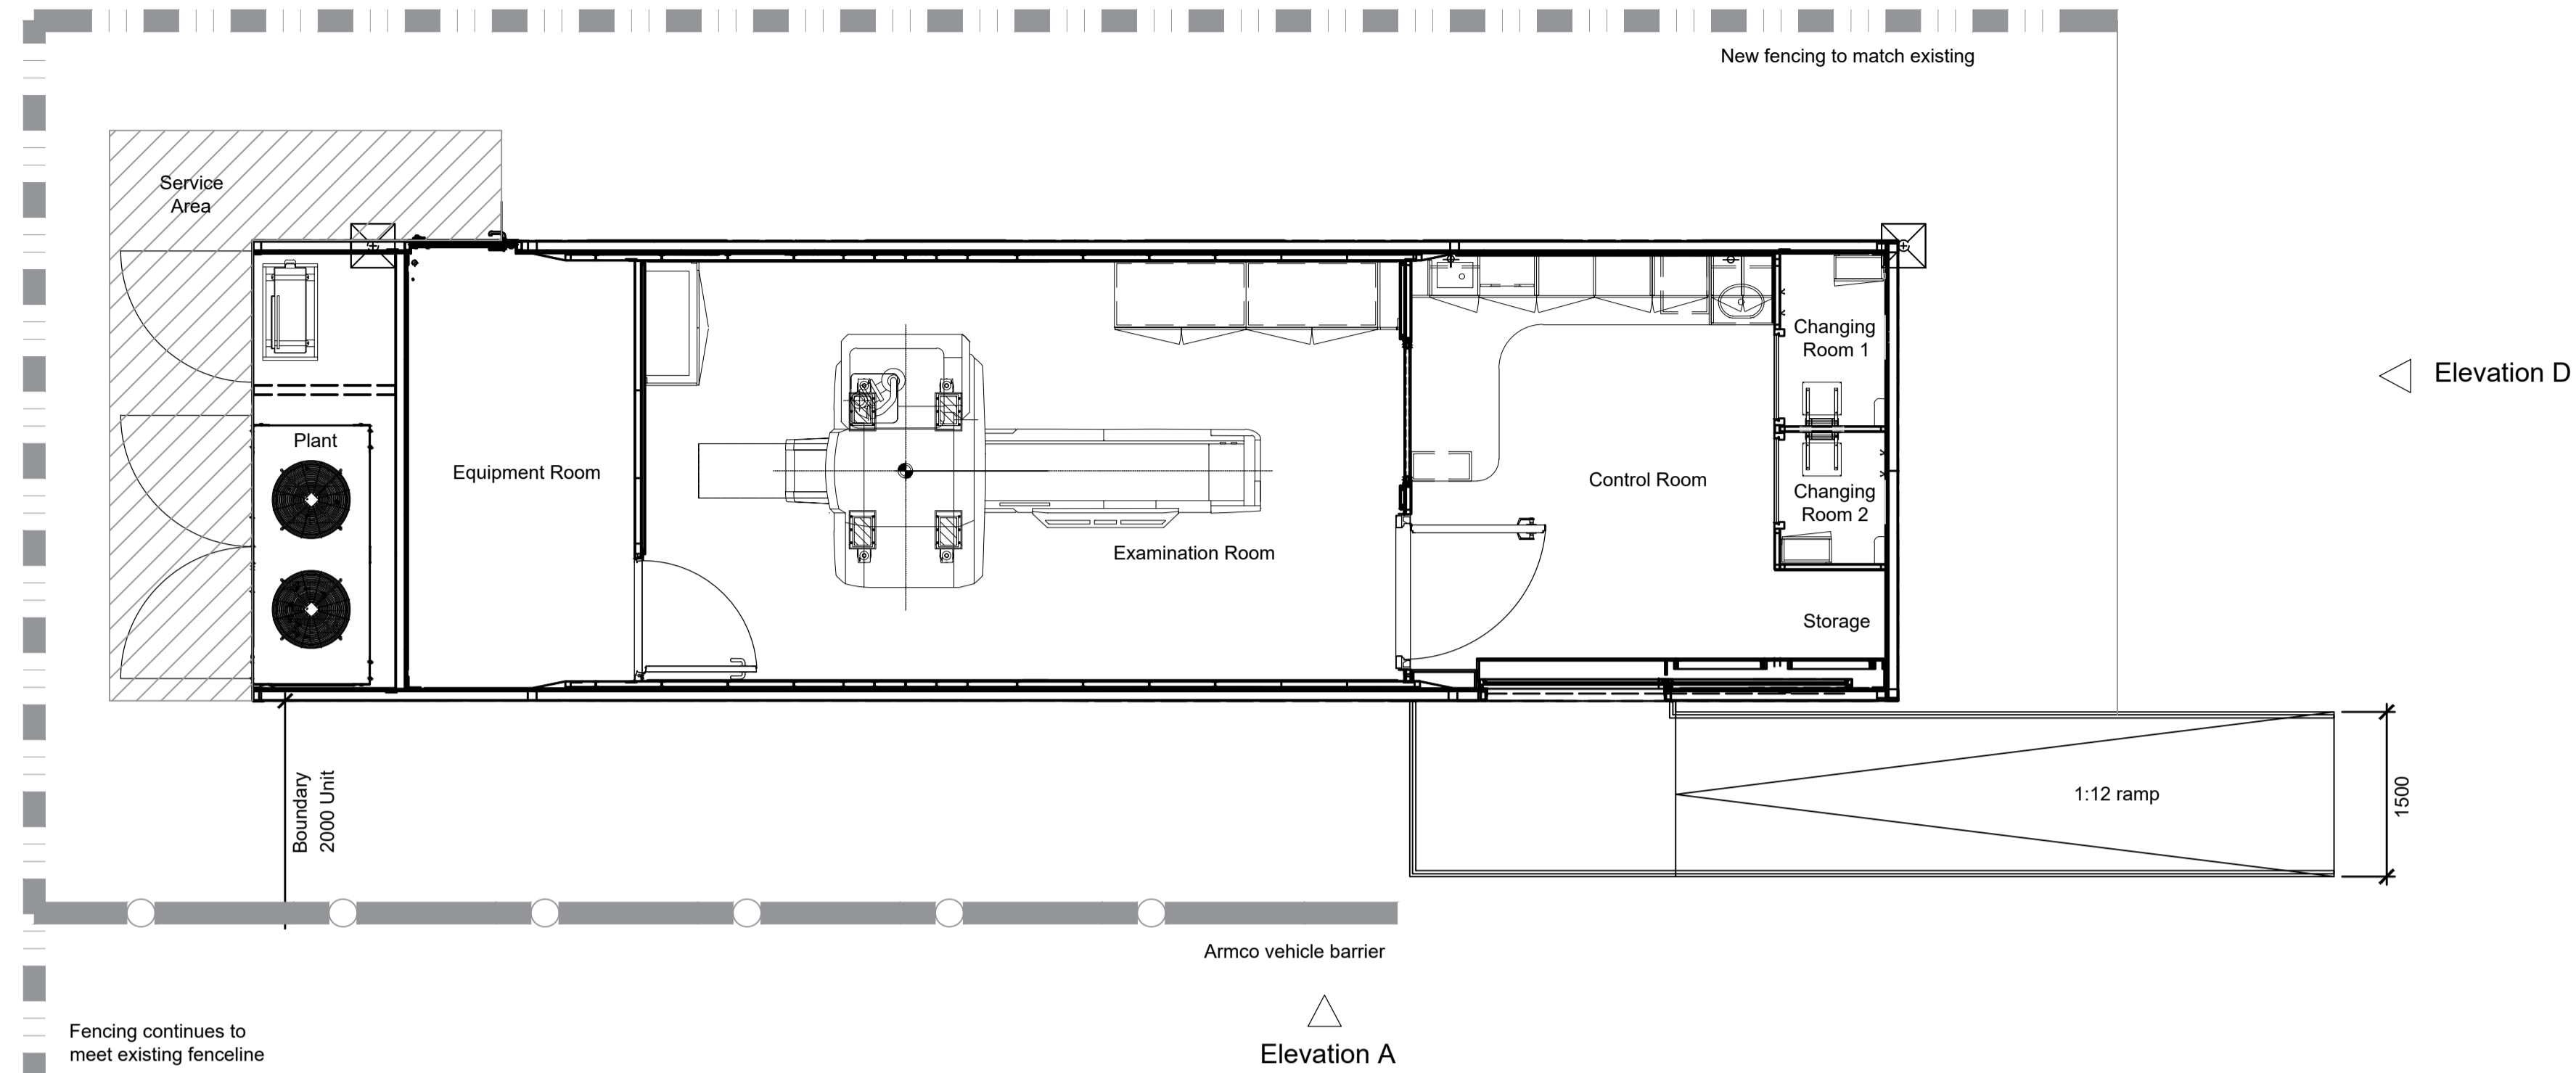 New fencing to match existing
Service
Area
Changing
Room 1
Elevation D
Plant
Equipment Room
Control Room
Changing
Room 2
Examination Room
Storage
Boundary
2000 Unit
1:12 ramp
1500
Armco vehicle barrier
Fencing continues to
meet existing fenceline
Elevation A